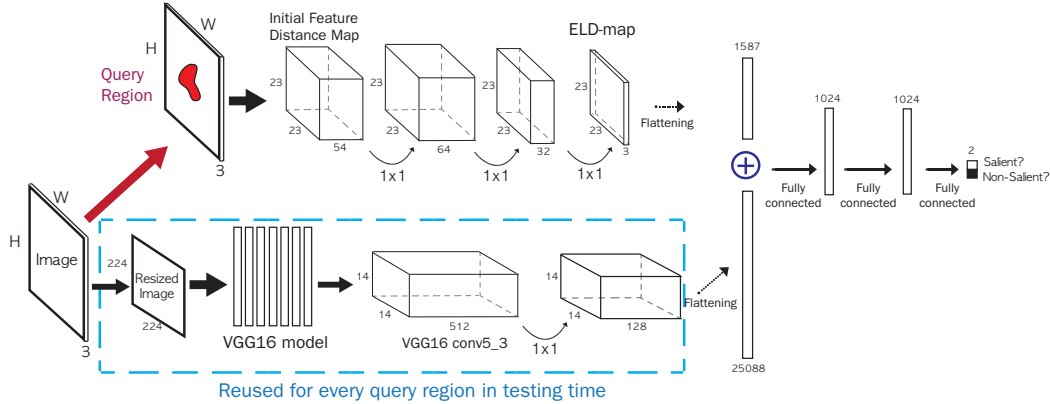 W
H
Query
Region
3
Initial Feature
Distance Map
23
23
54
1x1
23
23
64
1x1
23
23
32
1x1
ELD-map
23
23
3
Flattening
1587
1024
1024
2
Salient?
Non-Salient?
Fully
connected
Fully
connected
Fully
connected
W
H
Image
3
224
Resized
Image
224
VGG16 model
14
14
512
VGG16 conv5_3
1x1
14
14
128
Flattening
25088
Reused for every query region in testing time